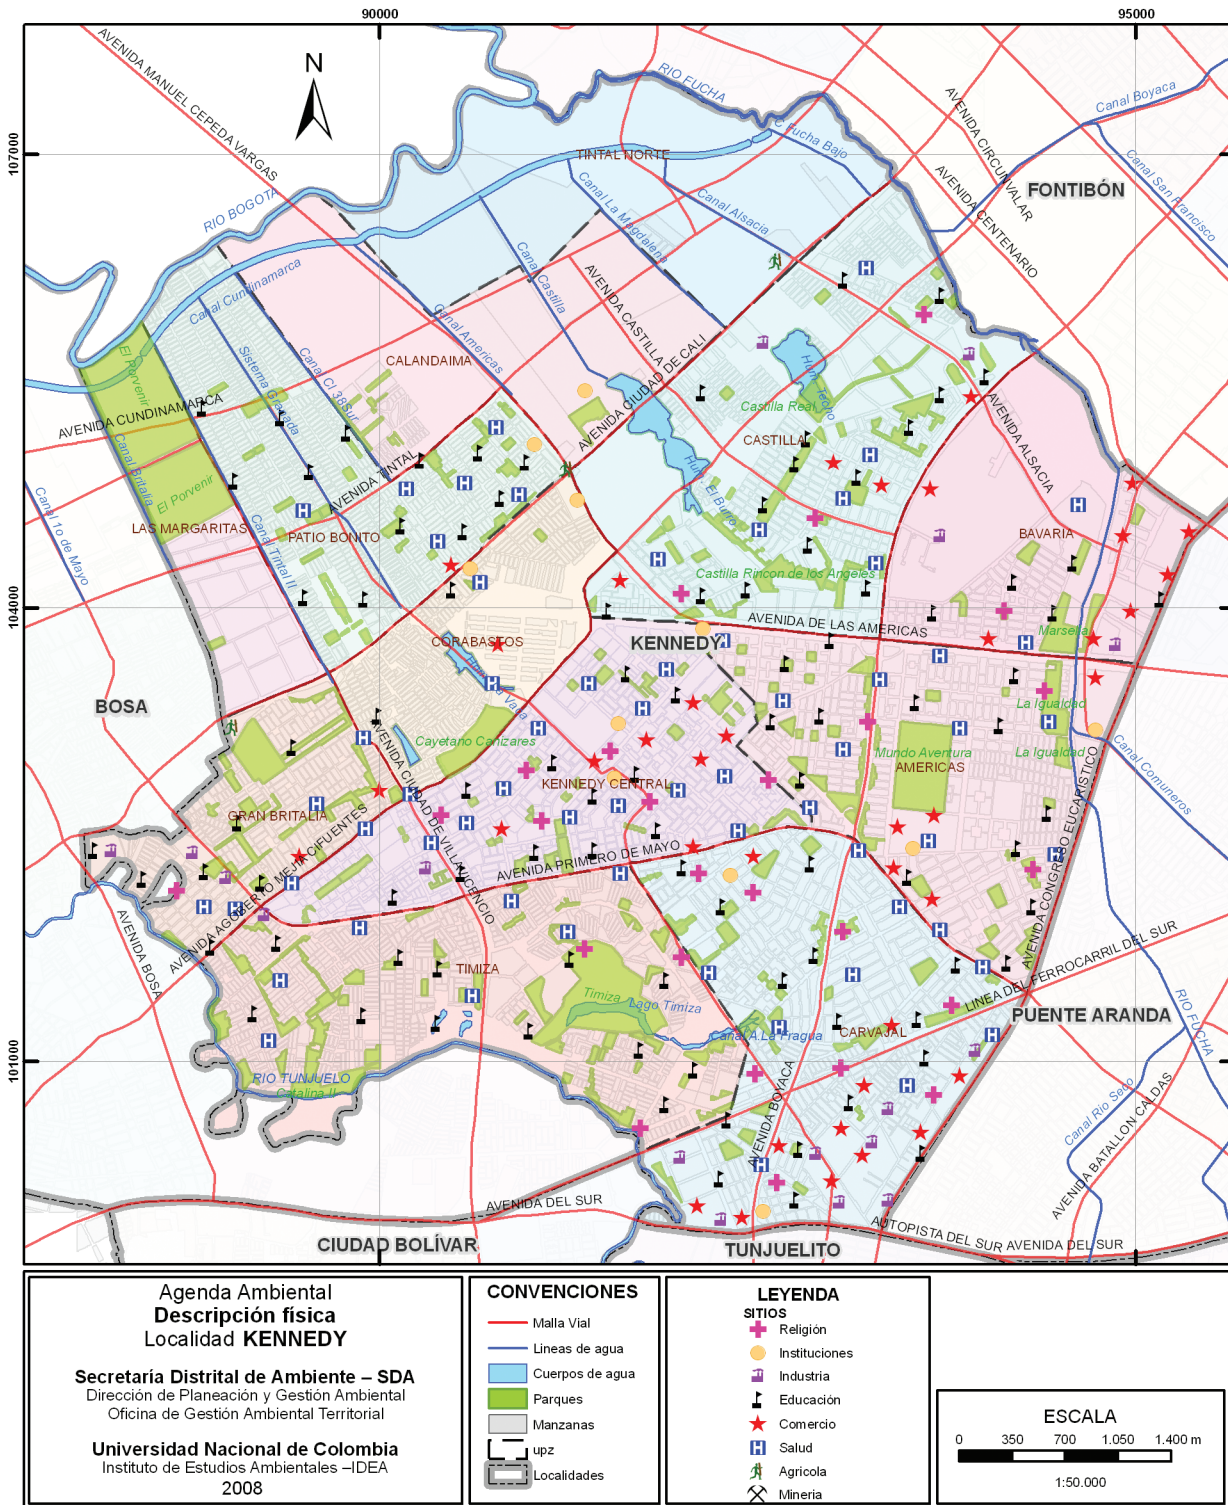 90000
95000
AVENIDA MANUEL CEPEDA VARGAS
RIO FUCHA
Canal Boyaca
AVENIDA CIRCUNVALAR
N
107000
C Fucha Bajo
TINTAL NORTE
Canal San Francisco
FONTIBÓN
Canal La Magdalena
Canal Alsacia
AVENIDA CENTENARIO
RIO BOGOTA
Canal Cundinamarca
Canal Castilla
AVENIDA CASTILLA
Canal Americas
CALANDAIMA
AVENIDA CIUDAD DE CALI
Hum. Techo
El Porvenir
Sistema Granada
Canal Cl 38Sur
AVENIDA CUNDINAMARCA
Castilla Real
CASTILLA
AVENIDA ALSACIA
Canal Britalia
AVENIDA TINTAL
Hum. El Burro
El Porvenir
Canal 1o de Mayo
LAS MARGARITAS
Canal Tintal II
PATIO BONITO
BAVARIA
Castilla Rincon de los Angeles
104000
AVENIDA DE LAS AMERICAS
Marsella
CORABASTOS
KENNEDY
BOSA
La Igualdad
Cayetano Canizares
Mundo Aventura
AMERICAS
La Igualdad
Canal Comuneros
AVENIDA CIUDAD DE VILLAVICENCIO
KENNEDY CENTRAL
GRAN BRITALIA
AVENIDA AGOBERTO MEJIA CIFUENTES
AVENIDA PRIMERO DE MAYO
AVENIDA CONGRESO EUCARISTICO
AVENIDA BOSA
TIMIZA
LINEA DEL FERROCARRIL DEL SUR
Timiza
Lago Timiza
PUENTE ARANDA
RIO FUCHA
Canal A.La Fragua
CARVAJAL
101000
RIO TUNJUELO
Catalina II
AVENIDA BOYACA
Canal Rio Seco
AVENIDA BATALLON CALDAS
AVENIDA DEL SUR
AUTOPISTA DEL SUR
AVENIDA DEL SUR
CIUDAD BOLÍVAR
TUNJUELITO
Agenda Ambiental
Descripción física
Localidad KENNEDY
Secretaría Distrital de Ambiente – SDA
Dirección de Planeación y Gestión Ambiental
Oficina de Gestión Ambiental Territorial
Universidad Nacional de Colombia
Instituto de Estudios Ambientales –IDEA
2008
CONVENCIONES
Malla Vial
Lineas de agua
Cuerpos de agua
Parques
Manzanas
upz
Localidades
LEYENDA
SITIOS
Religión
Instituciones
Industria
Educación
Comercio
Salud
Agricola
Mineria
ESCALA
0 350 700 1.050 1.400 m
1:50.000